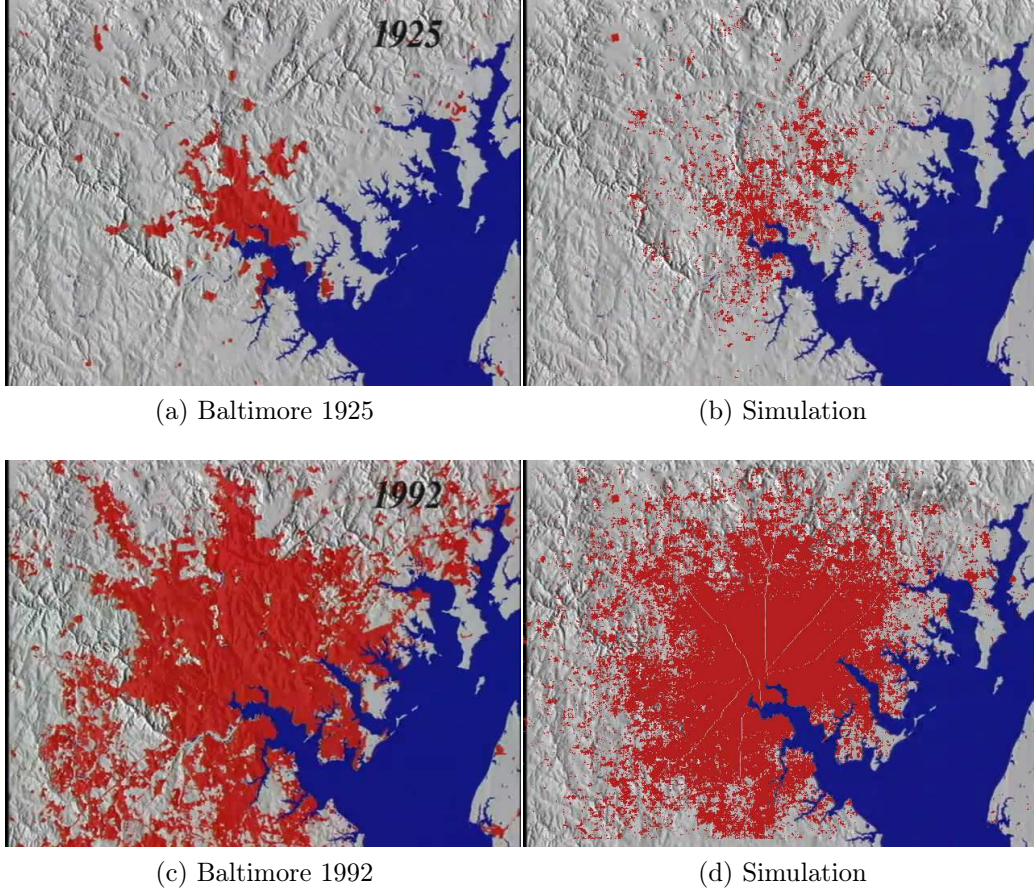 1925
(a) Baltimore 1925
(b) Simulation
1992
(c) Baltimore 1992
(d) Simulation